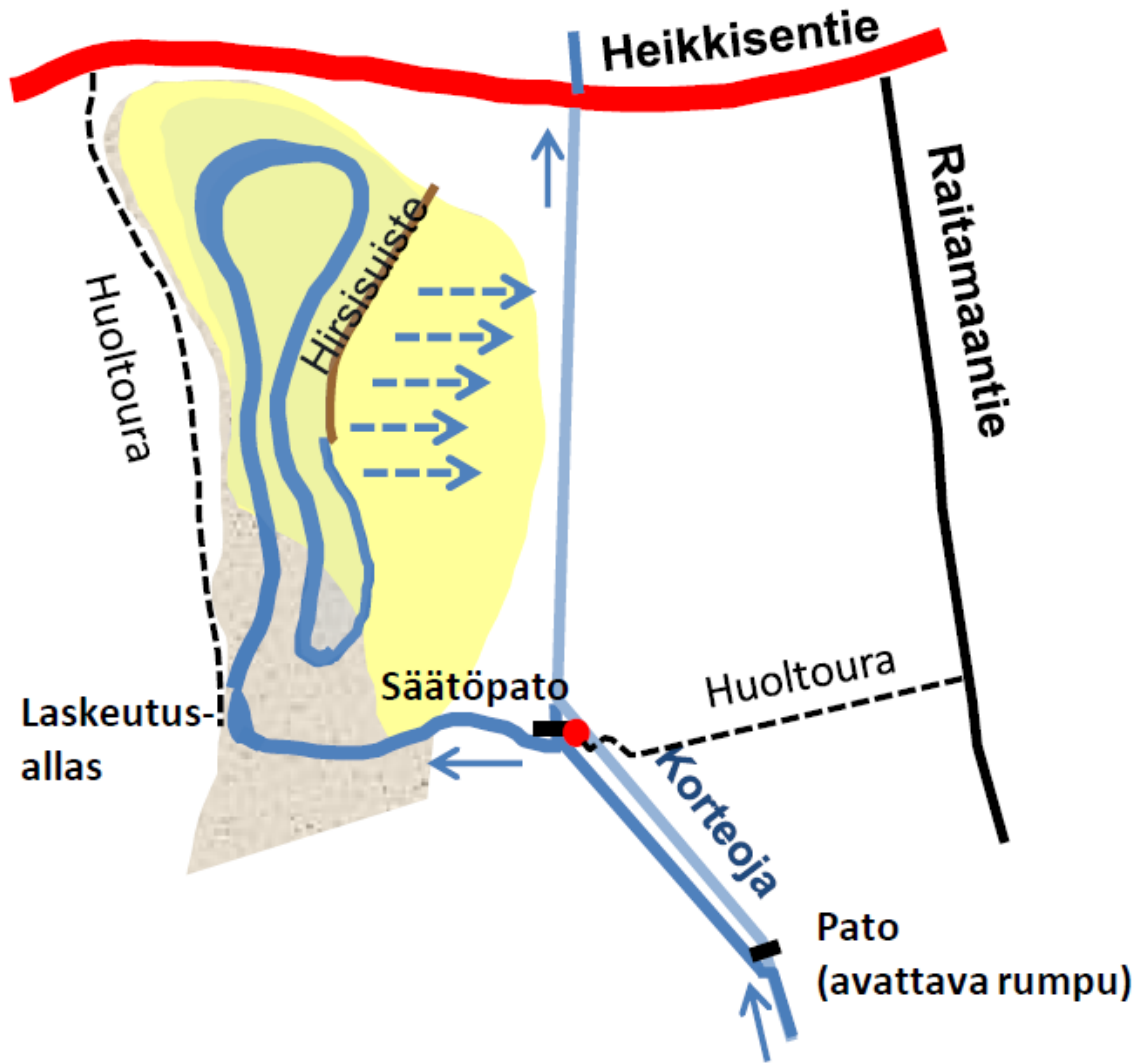 Heikkisentie
Raitamaantie
Hirsisuiste
Huoltoura
Säätöpato
Huoltoura
Laskeutus-
allas
Korteoja
Pato
(avattava rumpu)